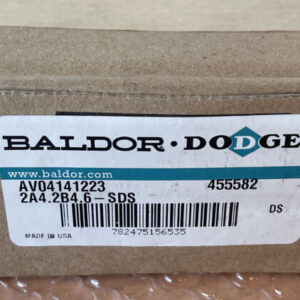 BALDOR · DODGE
www.baldor.com
AV04141223 455582
2A4.2B4.6-SDS
DS
MADE IN USA
782475156535